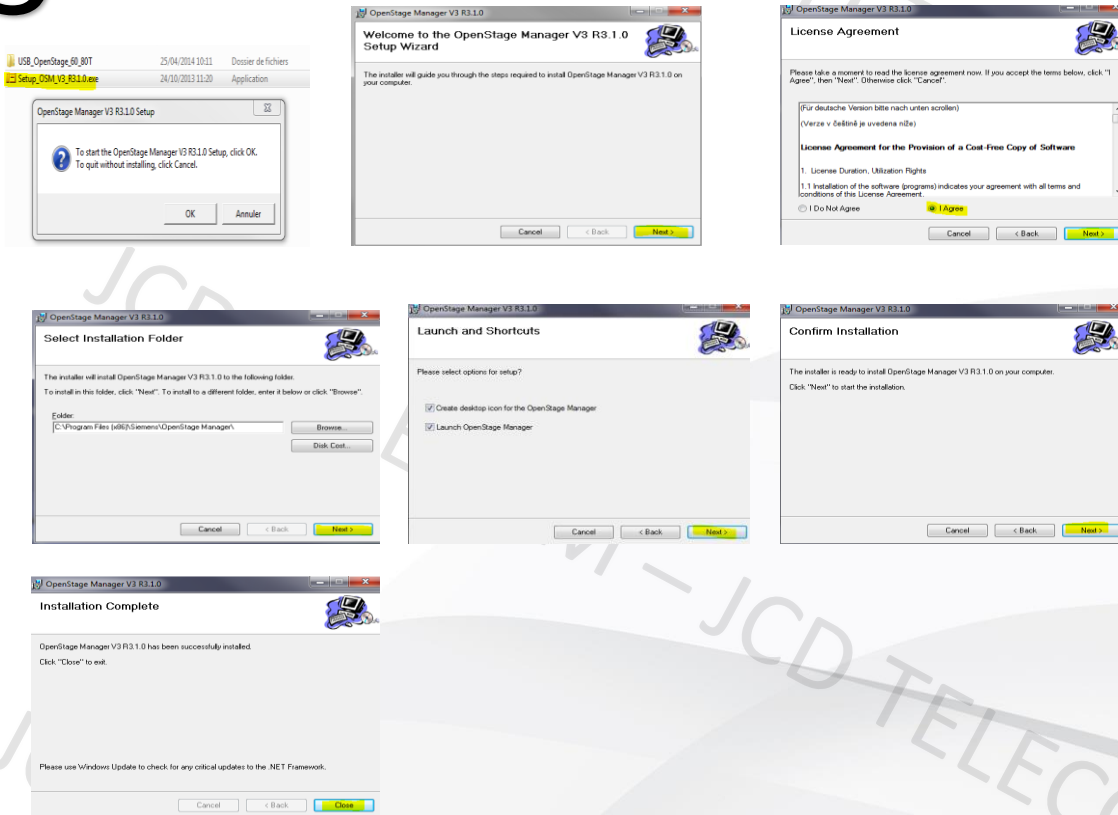 USB_OpenStage_60_80T 25/04/2014 10:11 Dossier de fichiers
Setup_OSM_V3_R3.1.0.exe 24/10/2013 11:20 Application
OpenStage Manager V3 R3.1.0 Setup
To start the OpenStage Manager V3 R3.1.0 Setup, click OK.
To quit without installing, click Cancel.
OK Annuler
OpenStage Manager V3 R3.1.0
Welcome to the OpenStage Manager V3 R3.1.0
Setup Wizard
The installer will guide you through the steps required to install OpenStage Manager V3 R3.1.0 on
your computer.
Cancel < Back Next >
OpenStage Manager V3 R3.1.0
License Agreement
Please take a moment to read the license agreement now. If you accept the terms below, click "I
Agree", then "Next". Otherwise click "Cancel".
(Für deutsche Version bitte nach unten scrollen)
(Verze v češtině je uvedena níže)
License Agreement for the Provision of a Cost-Free Copy of Software
1. License Duration, Utilization Rights
1.1 Installation of the software (programs) indicates your agreement with all terms and
conditions of this License Agreement.
I Do Not Agree I Agree
Cancel < Back Next >
OpenStage Manager V3 R3.1.0
Select Installation Folder
The installer will install OpenStage Manager V3 R3.1.0 to the following folder.
To install in this folder, click "Next". To install to a different folder, enter it below or click "Browse".
Folder:
C:\Program Files (x86)\Siemens\OpenStage Manager\
Browse...
Disk Cost...
Cancel < Back Next >
OpenStage Manager V3 R3.1.0
Launch and Shortcuts
Please select options for setup?
Create desktop icon for the OpenStage Manager
Launch OpenStage Manager
Cancel < Back Next >
OpenStage Manager V3 R3.1.0
Confirm Installation
The installer is ready to install OpenStage Manager V3 R3.1.0 on your computer.
Click "Next" to start the installation.
Cancel < Back Next >
OpenStage Manager V3 R3.1.0
Installation Complete
OpenStage Manager V3 R3.1.0 has been successfully installed.
Click "Close" to exit.
Please use Windows Update to check for any critical updates to the .NET Framework.
Cancel < Back Close
JCD
M – JCD TELECO